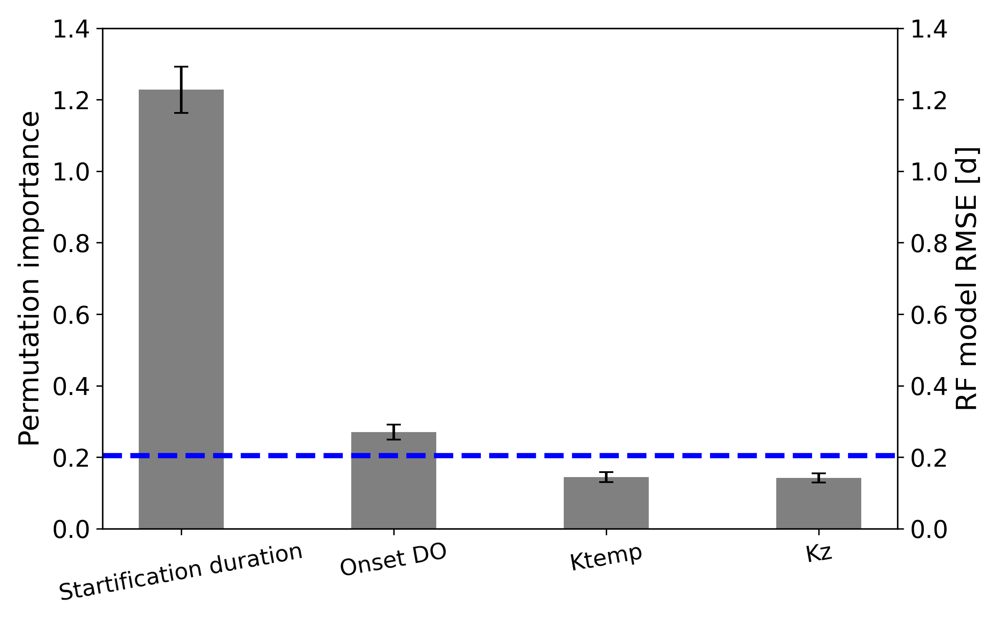 Permutation importance
1.4
1.2
1.0
0.8
0.6
0.4
0.2
0.0
1.4
1.2
1.0
0.8
0.6
0.4
0.2
0.0
RF model RMSE [d]
Startification duration
Onset DO
Ktemp
Kz